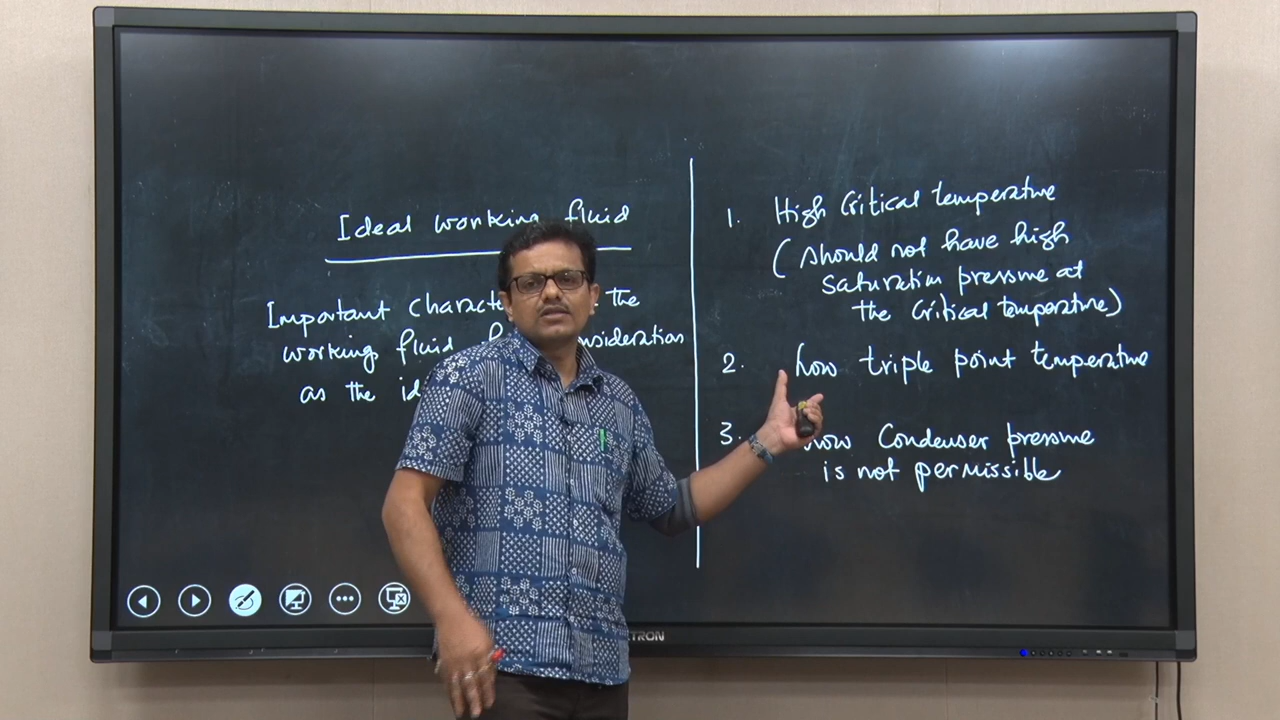 Ideal working fluid
Important characte the
working fluid nsideration
as the id
1. High Critical temperature
(should not have high
saturation pressure at
the Critical temperature)
2. Low triple point temperature
3. Low Condenser pressure
is not permissible
TRON